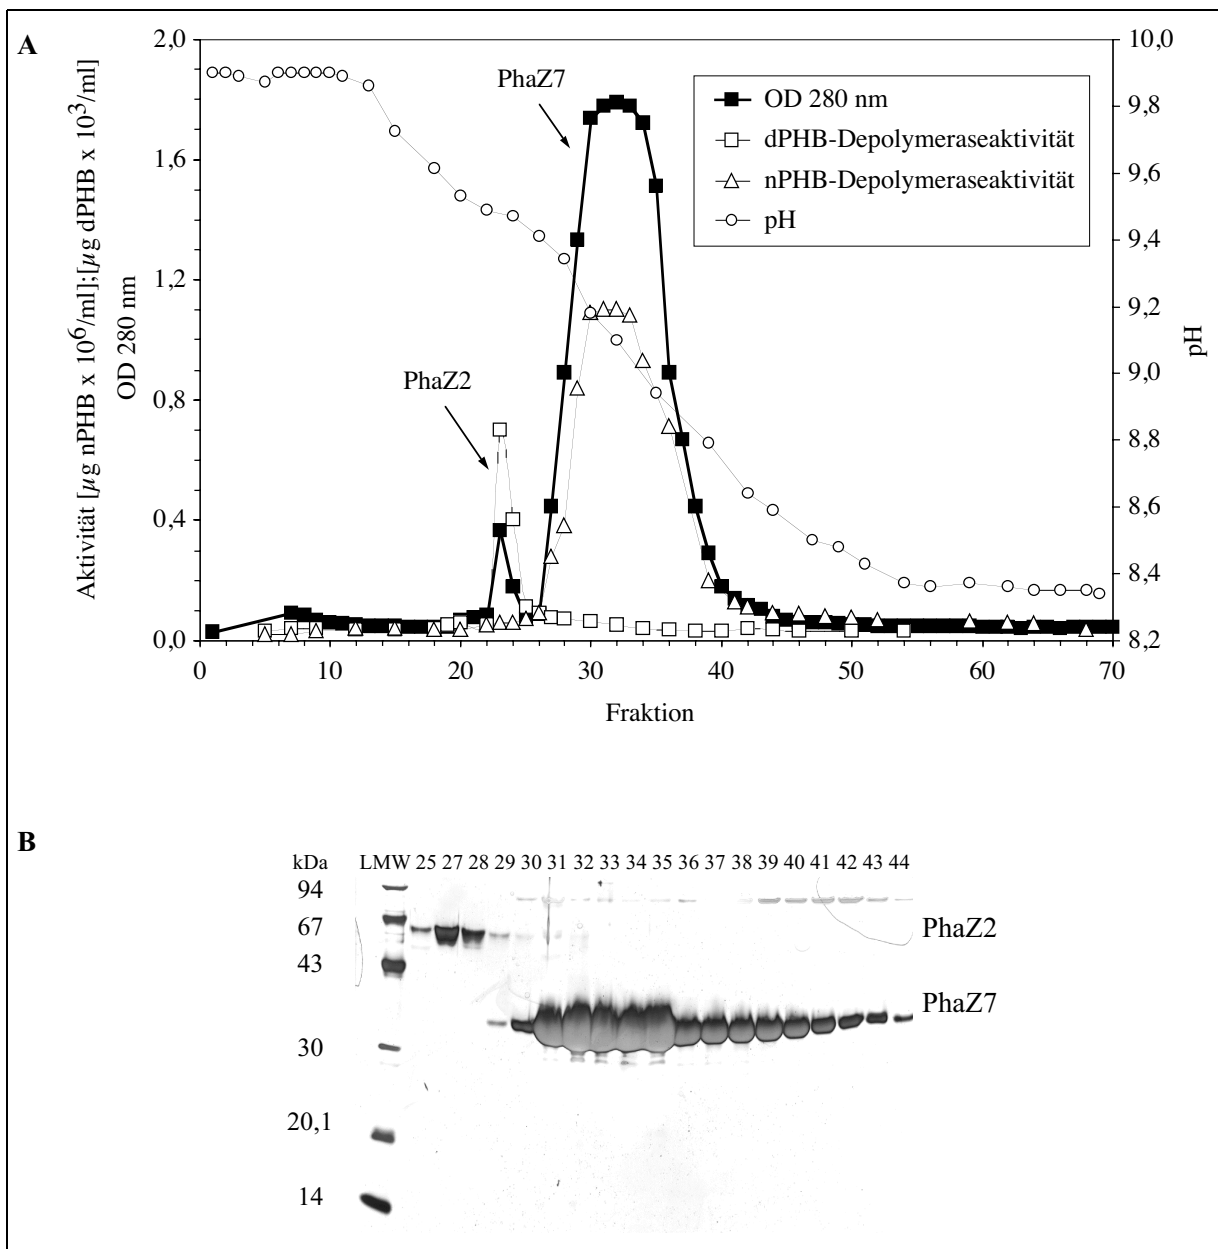 A
Aktivität [µg nPHB x 10⁶/ml];[µg dPHB x 10³/ml]
OD 280 nm
2,0
1,6
1,2
0,8
0,4
0,0
PhaZ7
PhaZ2
OD 280 nm
dPHB-Depolymeraseaktivität
nPHB-Depolymeraseaktivität
pH
10,0
9,8
9,6
9,4
9,2
9,0
8,8
8,6
8,4
8,2
pH
0 10 20 30 40 50 60 70
Fraktion
B
kDa LMW 25 27 28 29 30 31 32 33 34 35 36 37 38 39 40 41 42 43 44
94
67
43
30
20,1
14
PhaZ2
PhaZ7